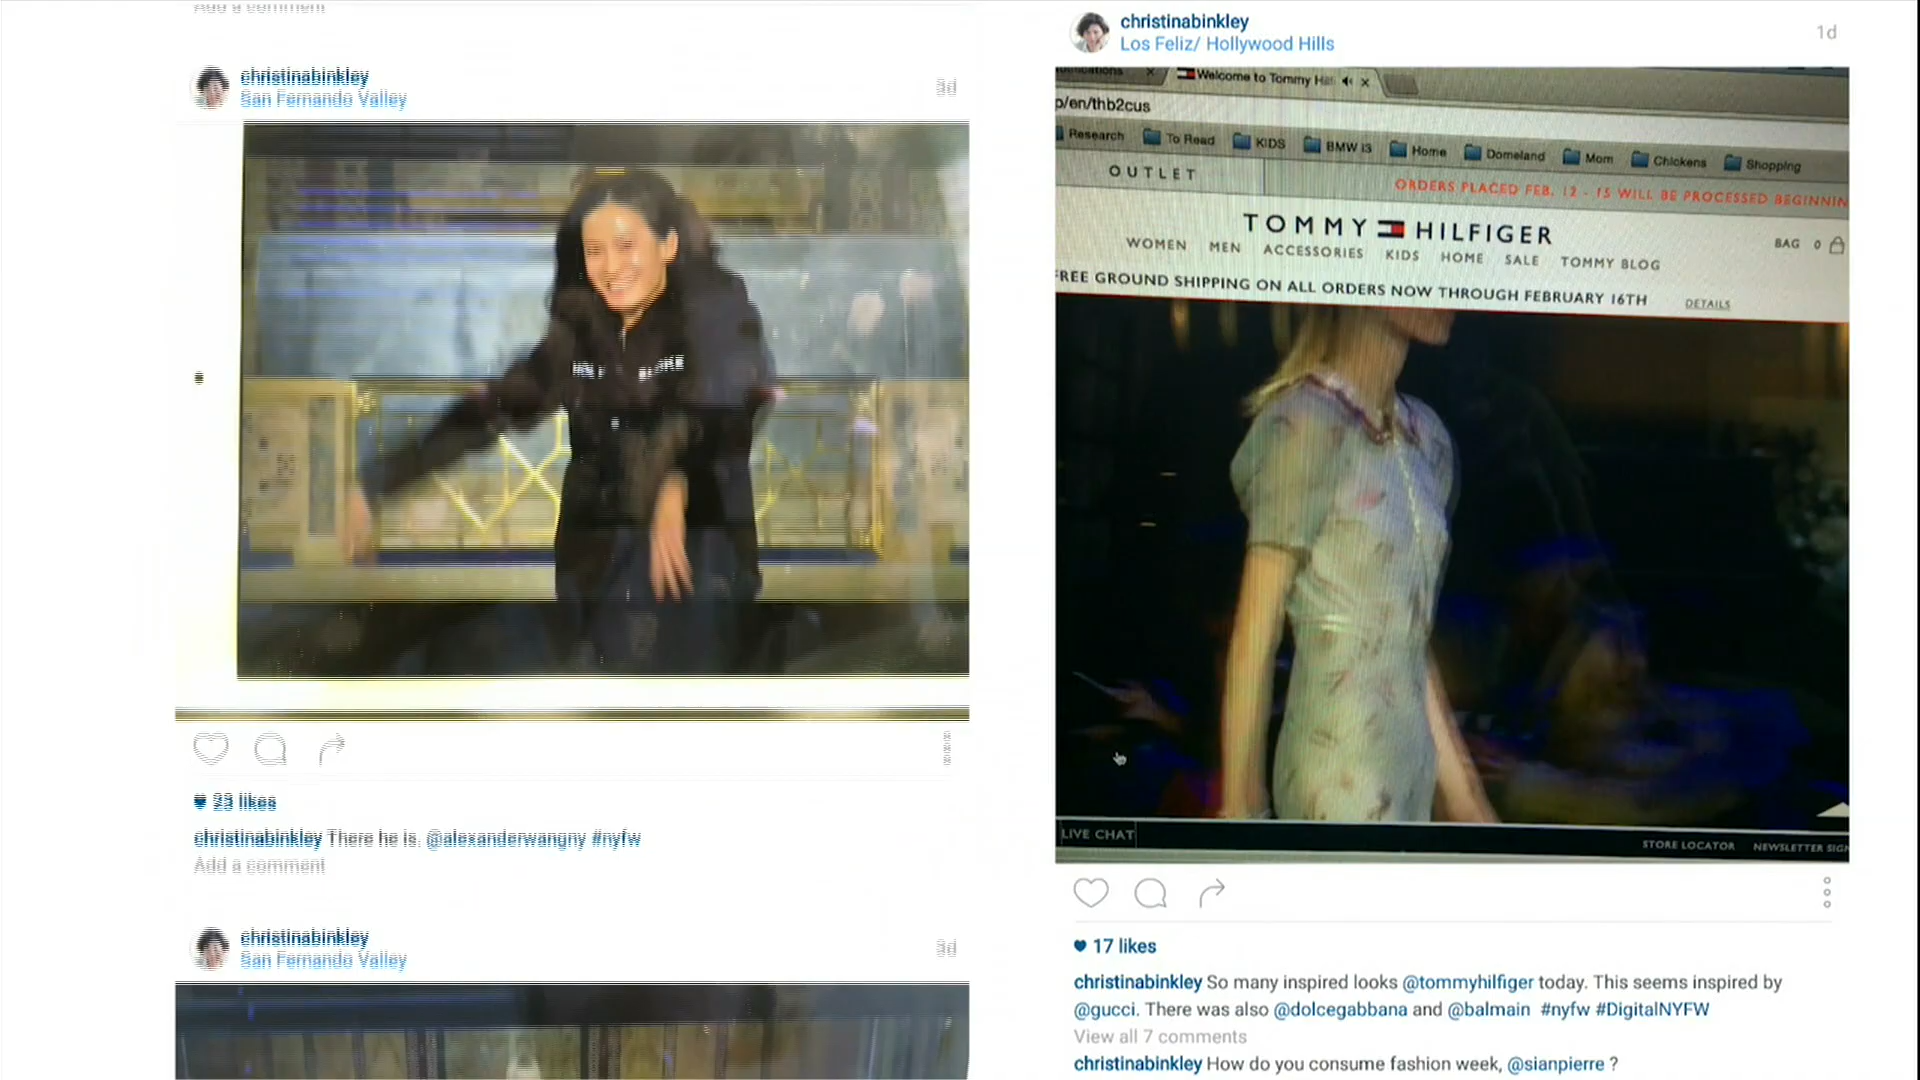 Add a comment
christinabinkley
San Fernando Valley
3d
23 likes
christinabinkley There he is. @alexanderwangny #nyfw
Add a comment
christinabinkley
San Fernando Valley
3d
christinabinkley
Los Feliz/ Hollywood Hills
1d
Welcome to Tommy
p/en/thb2cus
Research To Read KIDS BMW i3 Home Domeland Mom Chickens Shopping
OUTLET
ORDERS PLACED FEB. 12 - 15 WILL BE PROCESSED BEGINNIN
TOMMY HILFIGER
BAG 0
WOMEN MEN ACCESSORIES KIDS HOME SALE TOMMY BLOG
FREE GROUND SHIPPING ON ALL ORDERS NOW THROUGH FEBRUARY 16TH DETAILS
LIVE CHAT
STORE LOCATOR NEWSLETTER SIGN
17 likes
christinabinkley So many inspired looks @tommyhilfiger today. This seems inspired by
@gucci. There was also @dolcegabbana and @balmain #nyfw #DigitalNYFW
View all 7 comments
christinabinkley How do you consume fashion week, @sianpierre ?